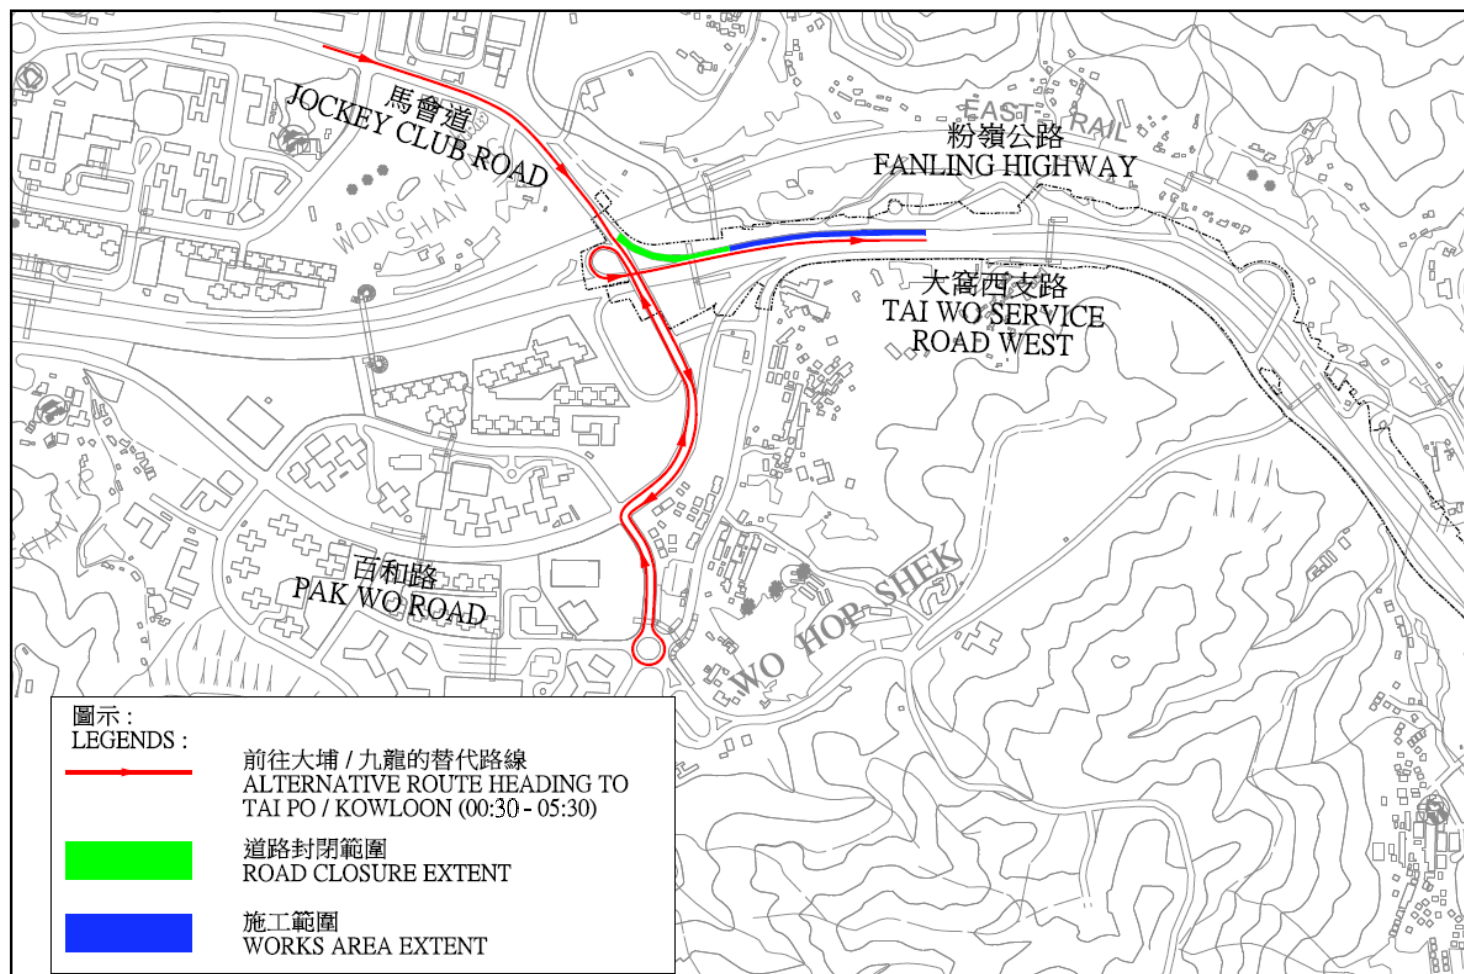 馬會道
JOCKEY CLUB ROAD
EAST RAIL
粉嶺公路
FANLING HIGHWAY
WONG KO
SHAN
大窩西支路
TAI WO SERVICE
ROAD WEST
百和路
PAK WO ROAD
WO HOP SHEK
圖示 :
LEGENDS :
前往大埔 / 九龍的替代路線
ALTERNATIVE ROUTE HEADING TO
TAI PO / KOWLOON (00:30 - 05:30)
道路封閉範圍
ROAD CLOSURE EXTENT
施工範圍
WORKS AREA EXTENT